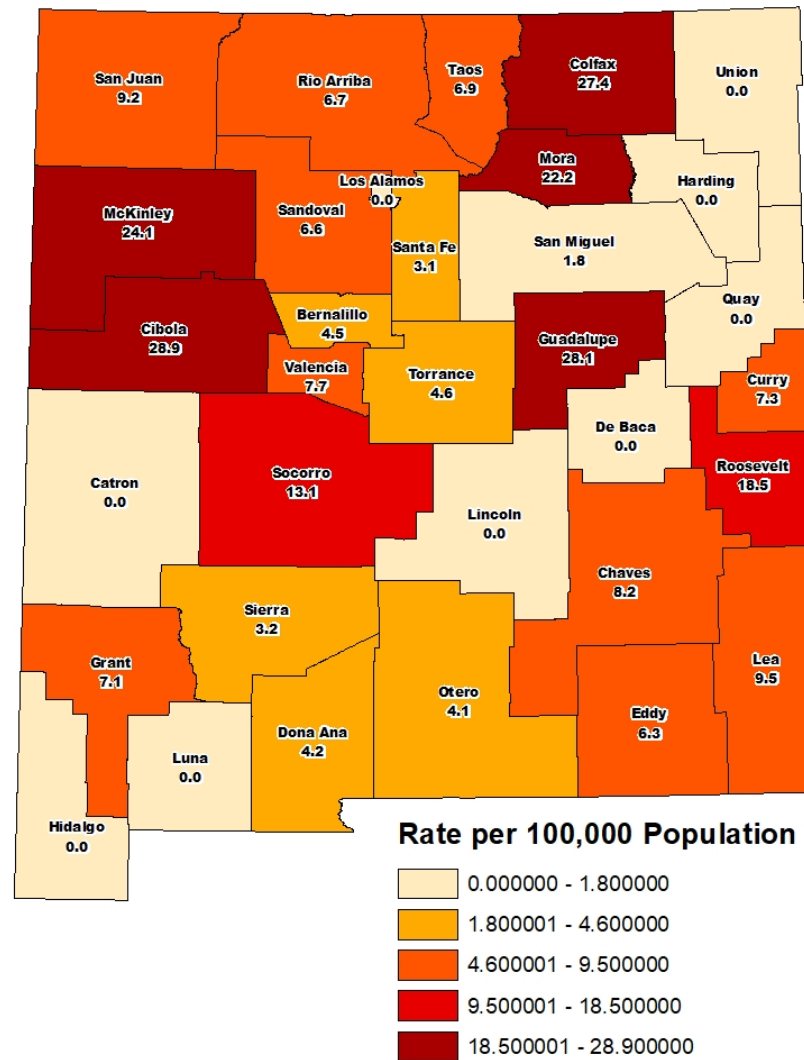 San Juan
9.2
Rio Arriba
6.7
Taos
6.9
Colfax
27.4
Union
0.0
McKinley
24.1
Sandoval
6.6
Los Alamos
0.0
Santa Fe
3.1
Mora
22.2
Harding
0.0
San Miguel
1.8
Quay
0.0
Cibola
28.9
Bernalillo
4.5
Valencia
7.7
Torrance
4.6
Guadalupe
28.1
Curry
7.3
De Baca
0.0
Roosevelt
18.5
Catron
0.0
Socorro
13.1
Lincoln
0.0
Chaves
8.2
Sierra
3.2
Grant
7.1
Otero
4.1
Lea
9.5
Eddy
6.3
Dona Ana
4.2
Luna
0.0
Hidalgo
0.0
Rate per 100,000 Population
0.000000 - 1.800000
1.800001 - 4.600000
4.600001 - 9.500000
9.500001 - 18.500000
18.500001 - 28.900000